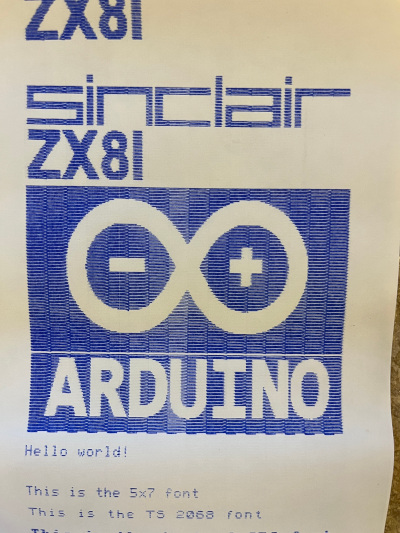 ZX81
sinclair
ZX81
ARDUINO
Hello world!
This is the 5x7 font
This is the TS 2068 font